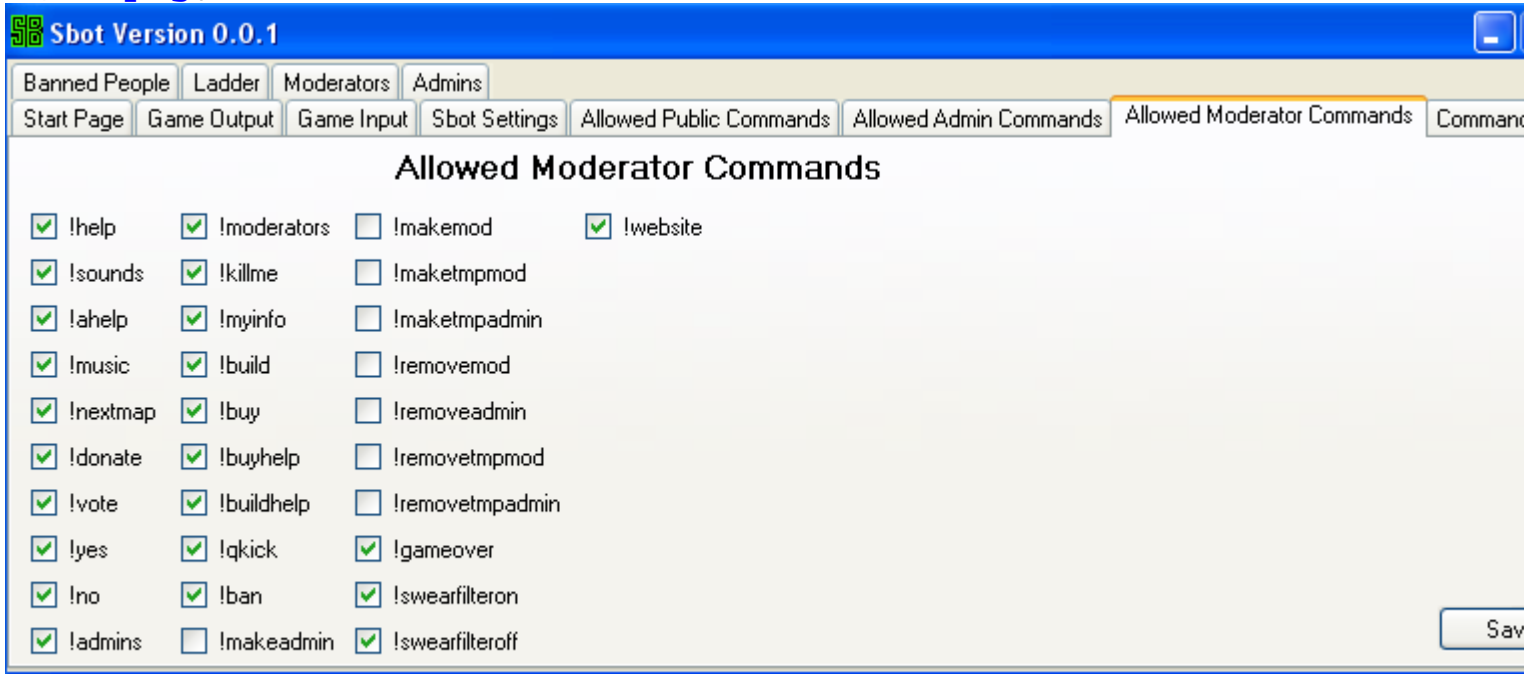 SB Sbot Version 0.0.1
Banned People Ladder Moderators Admins
Start Page Game Output Game Input Sbot Settings Allowed Public Commands Allowed Admin Commands Allowed Moderator Commands Command
Allowed Moderator Commands
!help !moderators !makemod !website
!sounds !killme !maketmpmod
!ahelp !myinfo !maketmpadmin
!music !build !removemod
!nextmap !buy !removeadmin
!donate !buyhelp !removetmpmod
!vote !buildhelp !removetmpadmin
!yes !qkick !gameover
!no !ban !swearfilteron
!admins !makeadmin !swearfilteroff
Sav